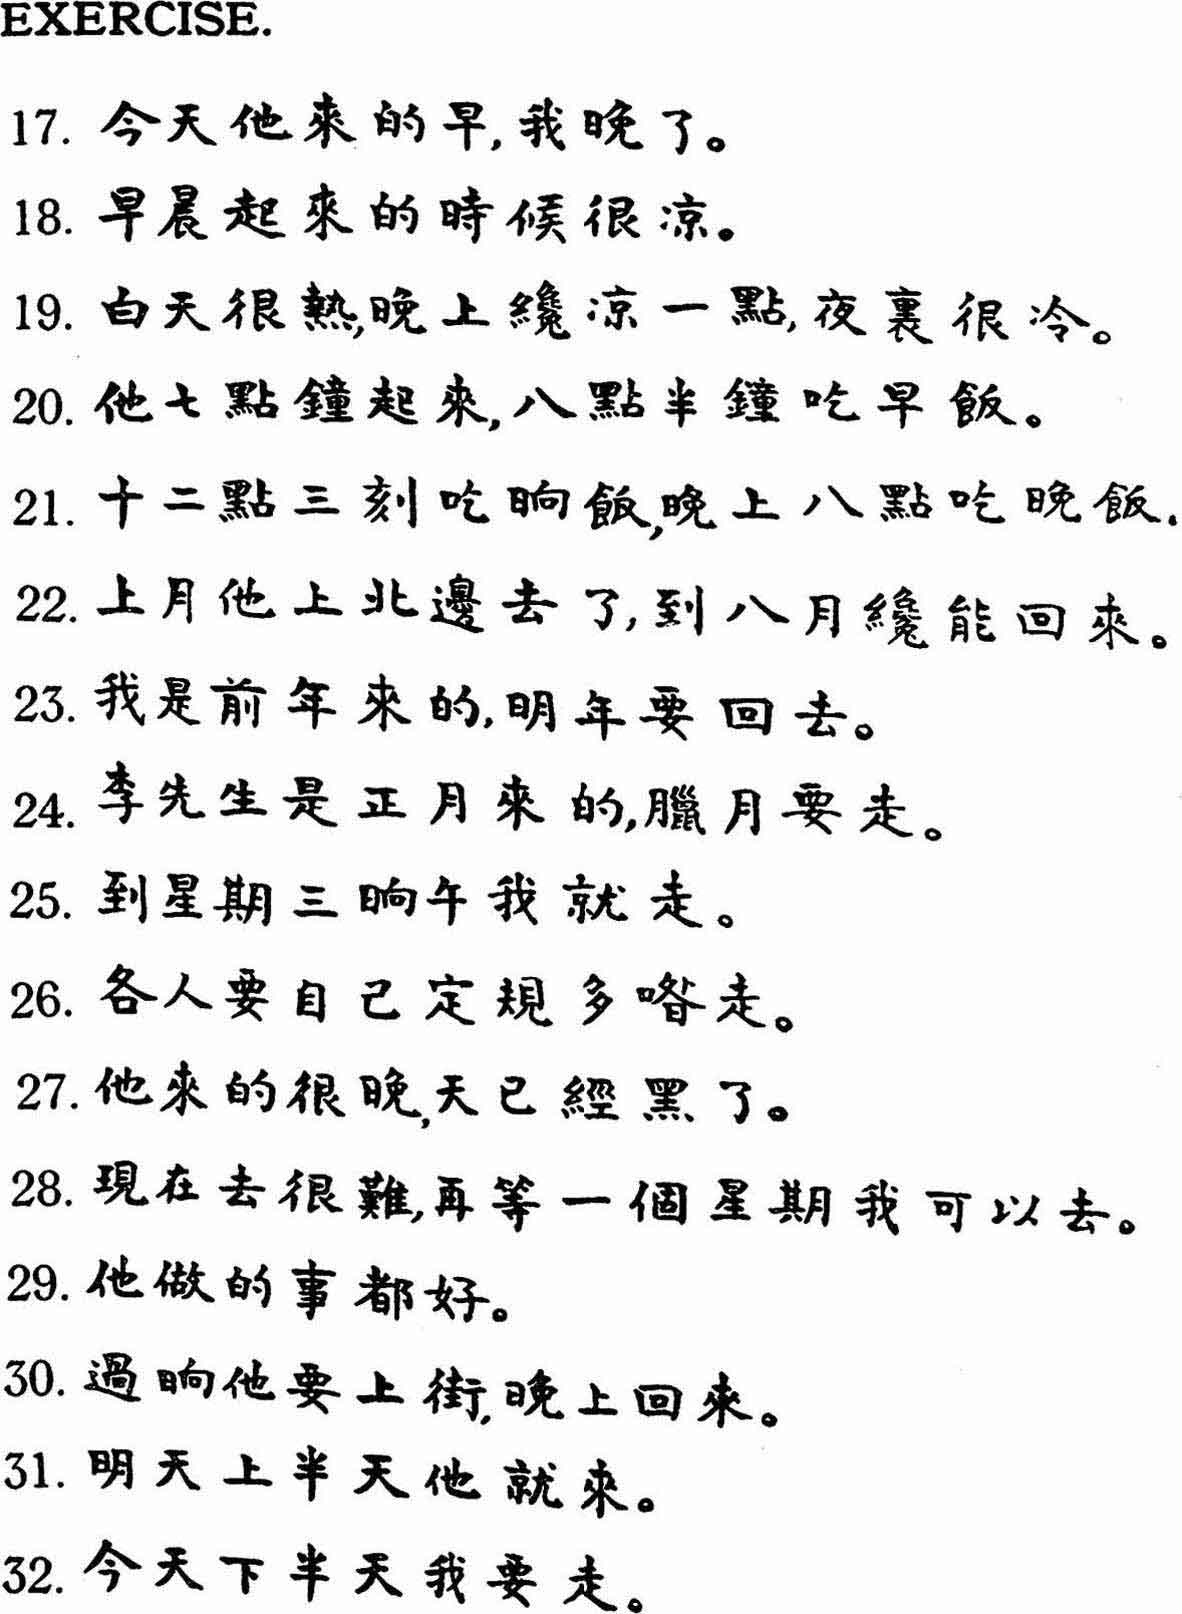 EXERCISE.
17. 今天他來的早,我晚了。
18. 早晨起來的時候很凉。
19. 白天很熱,晚上纔凉一點,夜裏很冷。
20. 他七點鐘起來,八點半鐘吃早飯。
21. 十二點三刻吃晌飯,晚上八點吃晚飯.
22. 上月他上北邊去了,到八月纔能回來。
23. 我是前年來的,明年要回去。
24. 李先生是正月來的,臘月要走。
25. 到星期三晌午我就走。
26. 各人要自己定規多喒走。
27. 他來的很晚,天已經黑了。
28. 現在去很難,再等一個星期我可以去。
29. 他做的事都好。
30. 過晌他要上街,晚上回來。
31. 明天上半天他就來。
32. 今天下半天我要走。